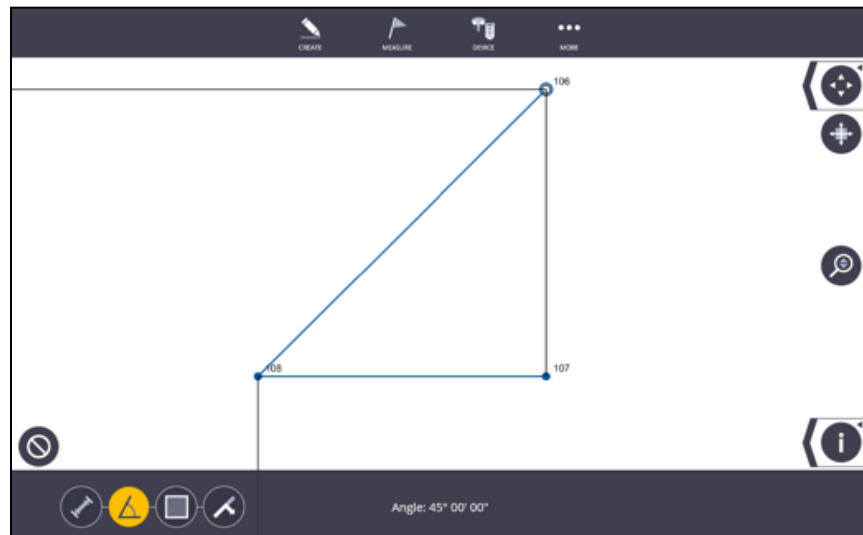 CREATE
MEASURE
DEVICE
MORE
106
108
107
i
Angle: 45° 00' 00"